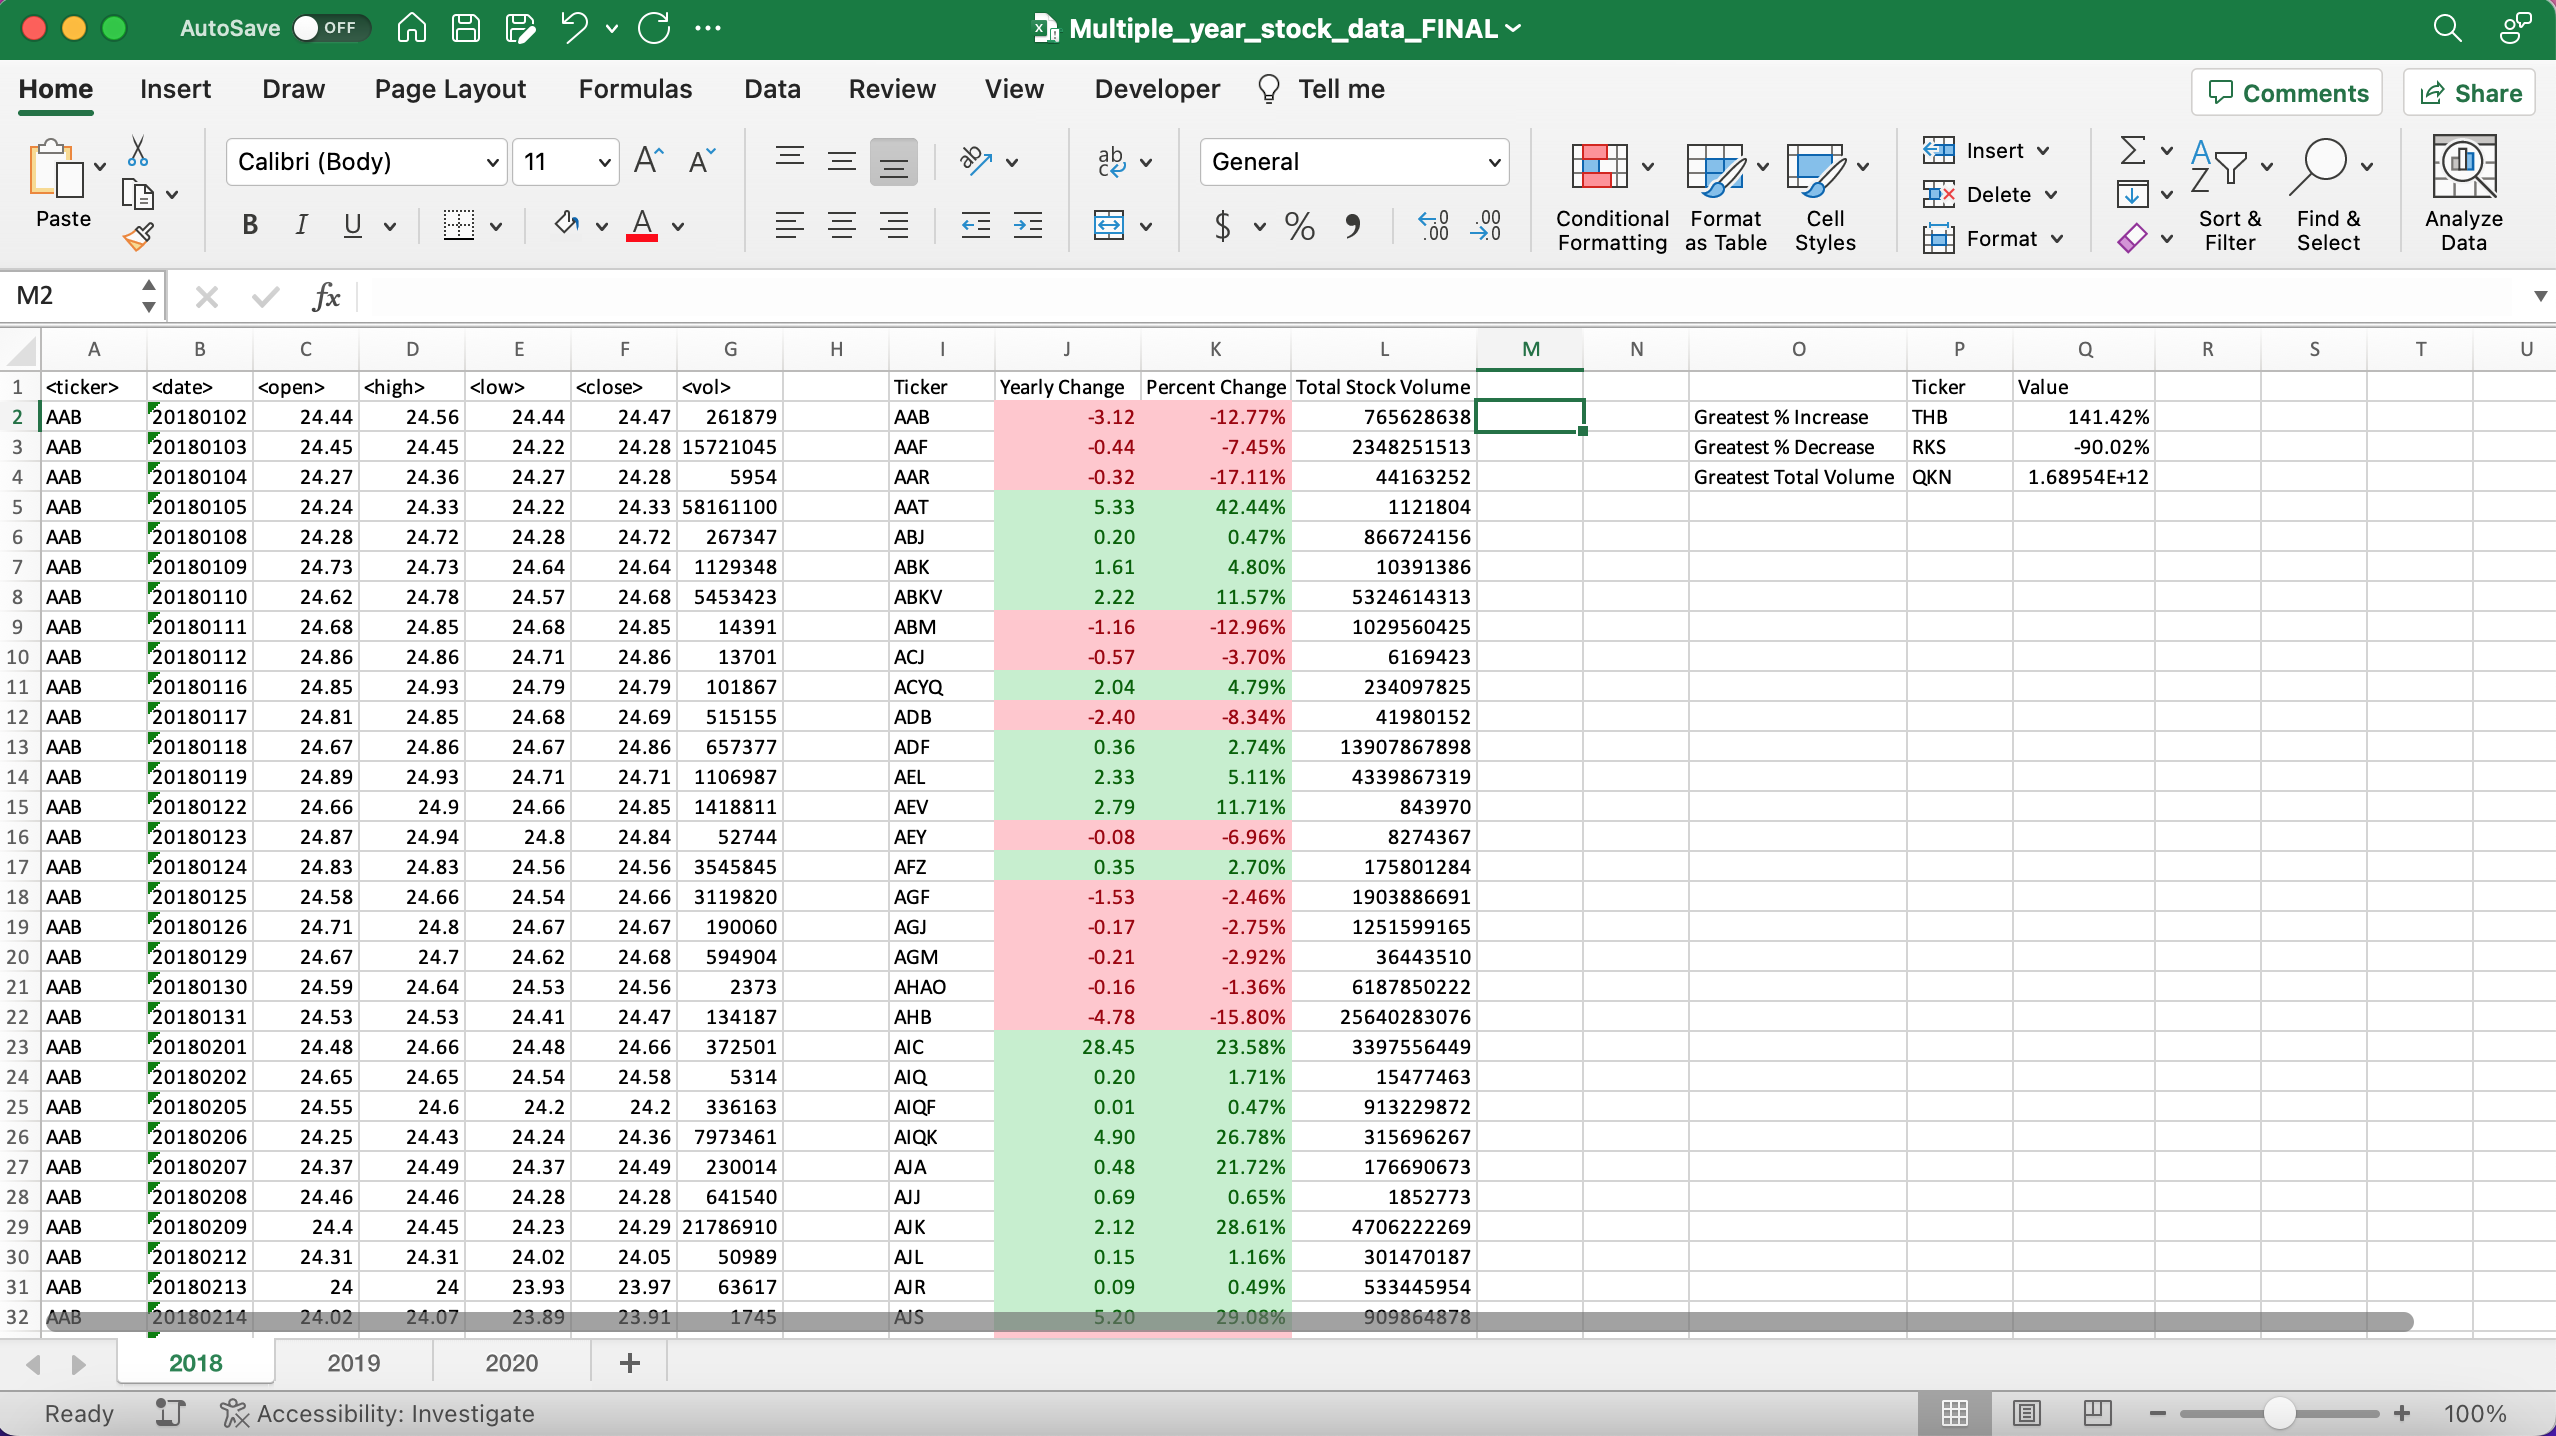 AutoSave OFF Multiple_year_stock_data_FINAL
Home Insert Draw Page Layout Formulas Data Review View Developer Tell me Comments Share
Paste Calibri (Body) 11 General Conditional Formatting Format as Table Cell Styles Insert Delete Format Sort & Filter Find & Select Analyze Data
M2 fx
A B C D E F G H I J K L M N O P Q R S T U
1 <ticker> <date> <open> <high> <low> <close> <vol> Ticker Yearly Change Percent Change Total Stock Volume Ticker Value
2 AAB 20180102 24.44 24.56 24.44 24.47 261879 AAB -3.12 -12.77% 765628638 Greatest % Increase THB 141.42%
3 AAB 20180103 24.45 24.45 24.22 24.28 15721045 AAF -0.44 -7.45% 2348251513 Greatest % Decrease RKS -90.02%
4 AAB 20180104 24.27 24.36 24.27 24.28 5954 AAR -0.32 -17.11% 44163252 Greatest Total Volume QKN 1.68954E+12
5 AAB 20180105 24.24 24.33 24.22 24.33 58161100 AAT 5.33 42.44% 1121804
6 AAB 20180108 24.28 24.72 24.28 24.72 267347 ABJ 0.20 0.47% 866724156
7 AAB 20180109 24.73 24.73 24.64 24.64 1129348 ABK 1.61 4.80% 10391386
8 AAB 20180110 24.62 24.78 24.57 24.68 5453423 ABKV 2.22 11.57% 5324614313
9 AAB 20180111 24.68 24.85 24.68 24.85 14391 ABM -1.16 -12.96% 1029560425
10 AAB 20180112 24.86 24.86 24.71 24.86 13701 ACJ -0.57 -3.70% 6169423
11 AAB 20180116 24.85 24.93 24.79 24.79 101867 ACYQ 2.04 4.79% 234097825
12 AAB 20180117 24.81 24.85 24.68 24.69 515155 ADB -2.40 -8.34% 41980152
13 AAB 20180118 24.67 24.86 24.67 24.86 657377 ADF 0.36 2.74% 13907867898
14 AAB 20180119 24.89 24.93 24.71 24.71 1106987 AEL 2.33 5.11% 4339867319
15 AAB 20180122 24.66 24.9 24.66 24.85 1418811 AEV 2.79 11.71% 843970
16 AAB 20180123 24.87 24.94 24.8 24.84 52744 AEY -0.08 -6.96% 8274367
17 AAB 20180124 24.83 24.83 24.56 24.56 3545845 AFZ 0.35 2.70% 175801284
18 AAB 20180125 24.58 24.66 24.54 24.66 3119820 AGF -1.53 -2.46% 1903886691
19 AAB 20180126 24.71 24.8 24.67 24.67 190060 AGJ -0.17 -2.75% 1251599165
20 AAB 20180129 24.67 24.7 24.62 24.68 594904 AGM -0.21 -2.92% 36443510
21 AAB 20180130 24.59 24.64 24.53 24.56 2373 AHAO -0.16 -1.36% 6187850222
22 AAB 20180131 24.53 24.53 24.41 24.47 134187 AHB -4.78 -15.80% 25640283076
23 AAB 20180201 24.48 24.66 24.48 24.66 372501 AIC 28.45 23.58% 3397556449
24 AAB 20180202 24.65 24.65 24.54 24.58 5314 AIQ 0.20 1.71% 15477463
25 AAB 20180205 24.55 24.6 24.2 24.2 336163 AIQF 0.01 0.47% 913229872
26 AAB 20180206 24.25 24.43 24.24 24.36 7973461 AIQK 4.90 26.78% 315696267
27 AAB 20180207 24.37 24.49 24.37 24.49 230014 AJA 0.48 21.72% 176690673
28 AAB 20180208 24.46 24.46 24.28 24.28 641540 AJJ 0.69 0.65% 1852773
29 AAB 20180209 24.4 24.45 24.23 24.29 21786910 AJK 2.12 28.61% 4706222269
30 AAB 20180212 24.31 24.31 24.02 24.05 50989 AJL 0.15 1.16% 301470187
31 AAB 20180213 24 24 23.93 23.97 63617 AJR 0.09 0.49% 533445954
32 AAB 20180214 24.02 24.07 23.89 23.91 1745 AJS 5.20 29.08% 909864878
2018 2019 2020 +
Ready Accessibility: Investigate 100%